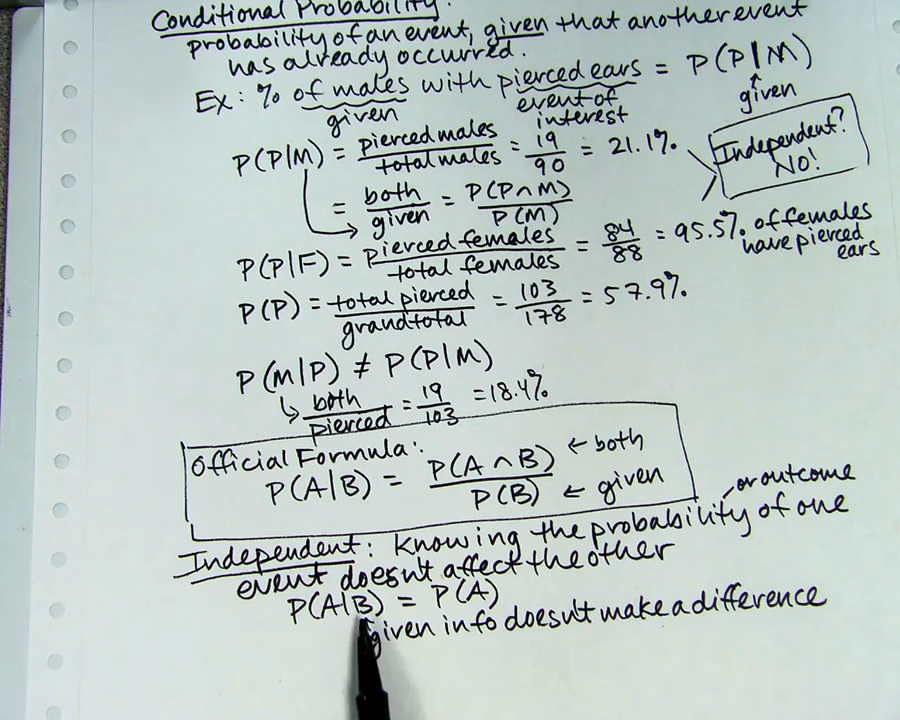 Conditional Probability:
probability of an event, given that another event
has already occurred.
Ex: % of males with pierced ears = P(P|M)
given
event of
interest
given
P(P|M) = pierced males / total males = 19/90 = 21.1%
Independent?
NO!
= both / given = P(P∩M) / P(M)
P(P|F) = pierced females / total females = 84/88 = 95.5% of females
have pierced
ears
P(P) = total pierced / grand total = 103/178 = 57.9%
P(M|P) ≠ P(P|M)
both / pierced = 19/103 = 18.4%
Official Formula:
P(A|B) = P(A∩B) ← both
P(B) ← given
or outcome
Independent: Knowing the probability of one
event doesn't affect the other
P(A|B) = P(A)
given info doesn't make a difference